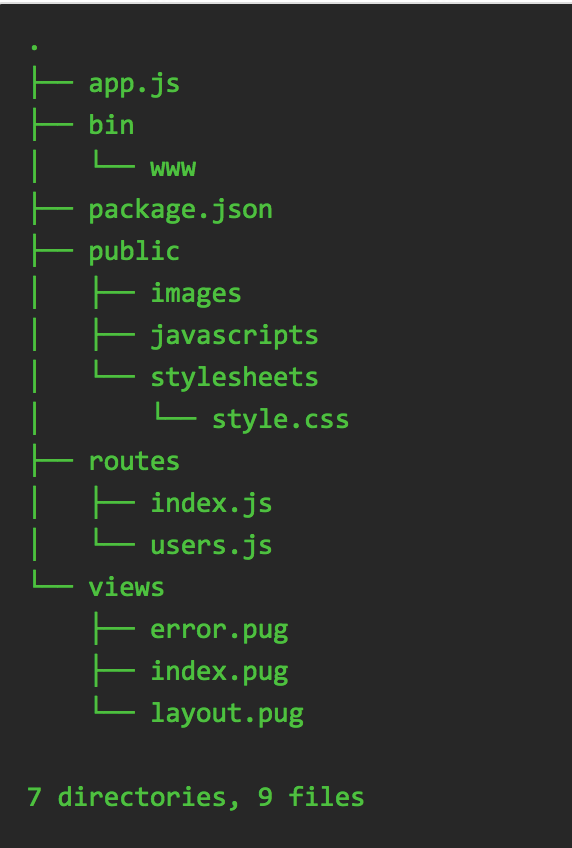 .
├── app.js
├── bin
│   └── www
├── package.json
├── public
│   ├── images
│   ├── javascripts
│   └── stylesheets
│       └── style.css
├── routes
│   ├── index.js
│   └── users.js
└── views
    ├── error.pug
    ├── index.pug
    └── layout.pug

7 directories, 9 files